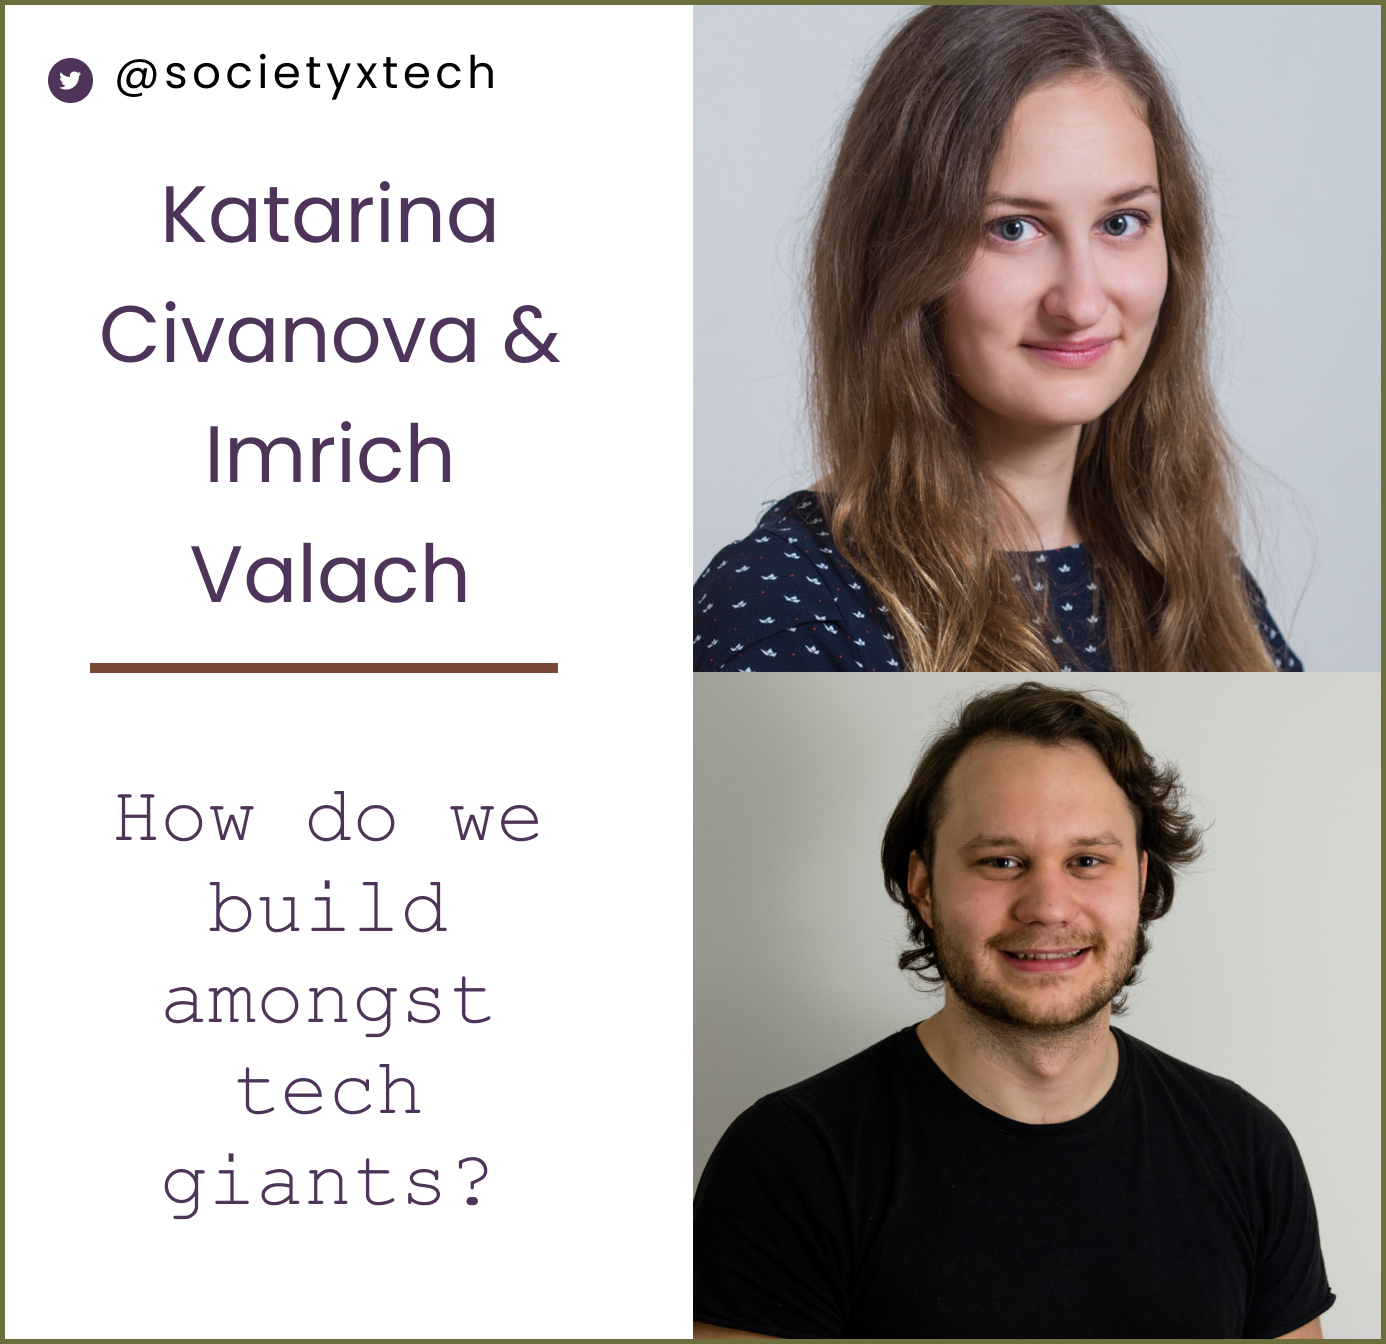 @societyxtech
Katarina
Civanova &
Imrich
Valach
How do we
build
amongst
tech
giants?